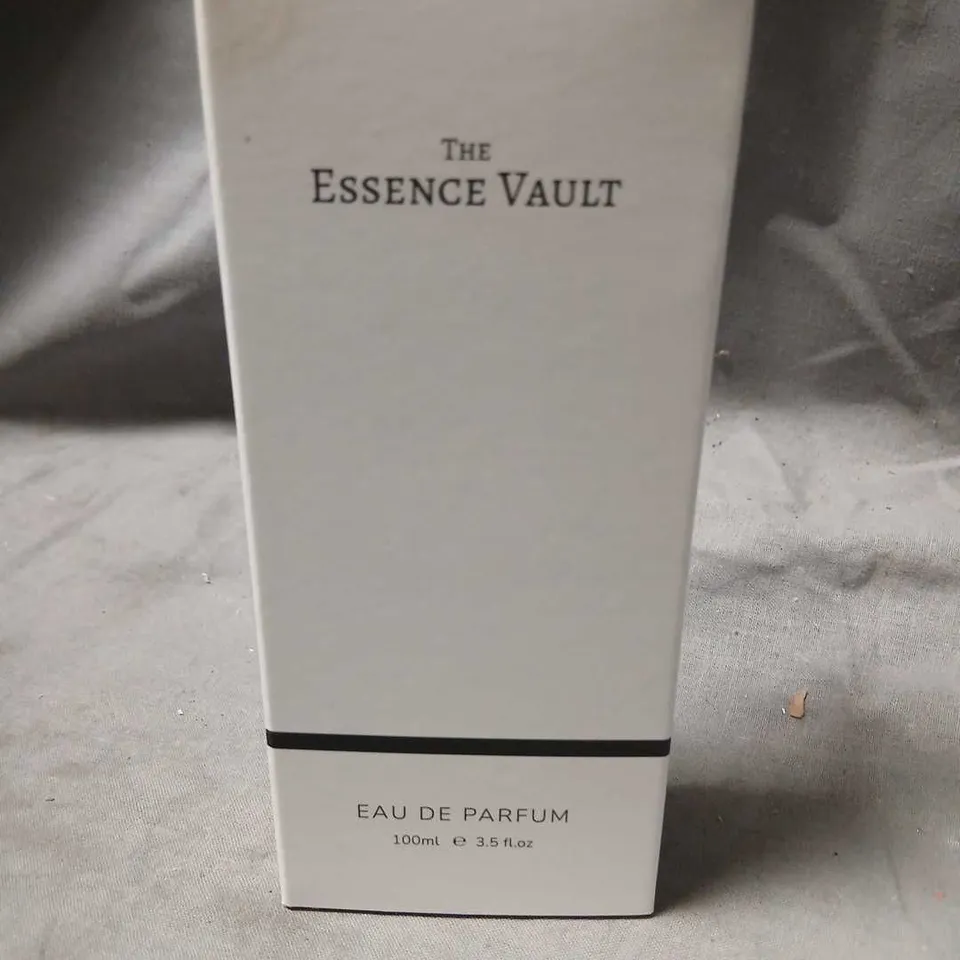 THE
ESSENCE VAULT
EAU DE PARFUM
100ml ℮ 3.5 fl.oz